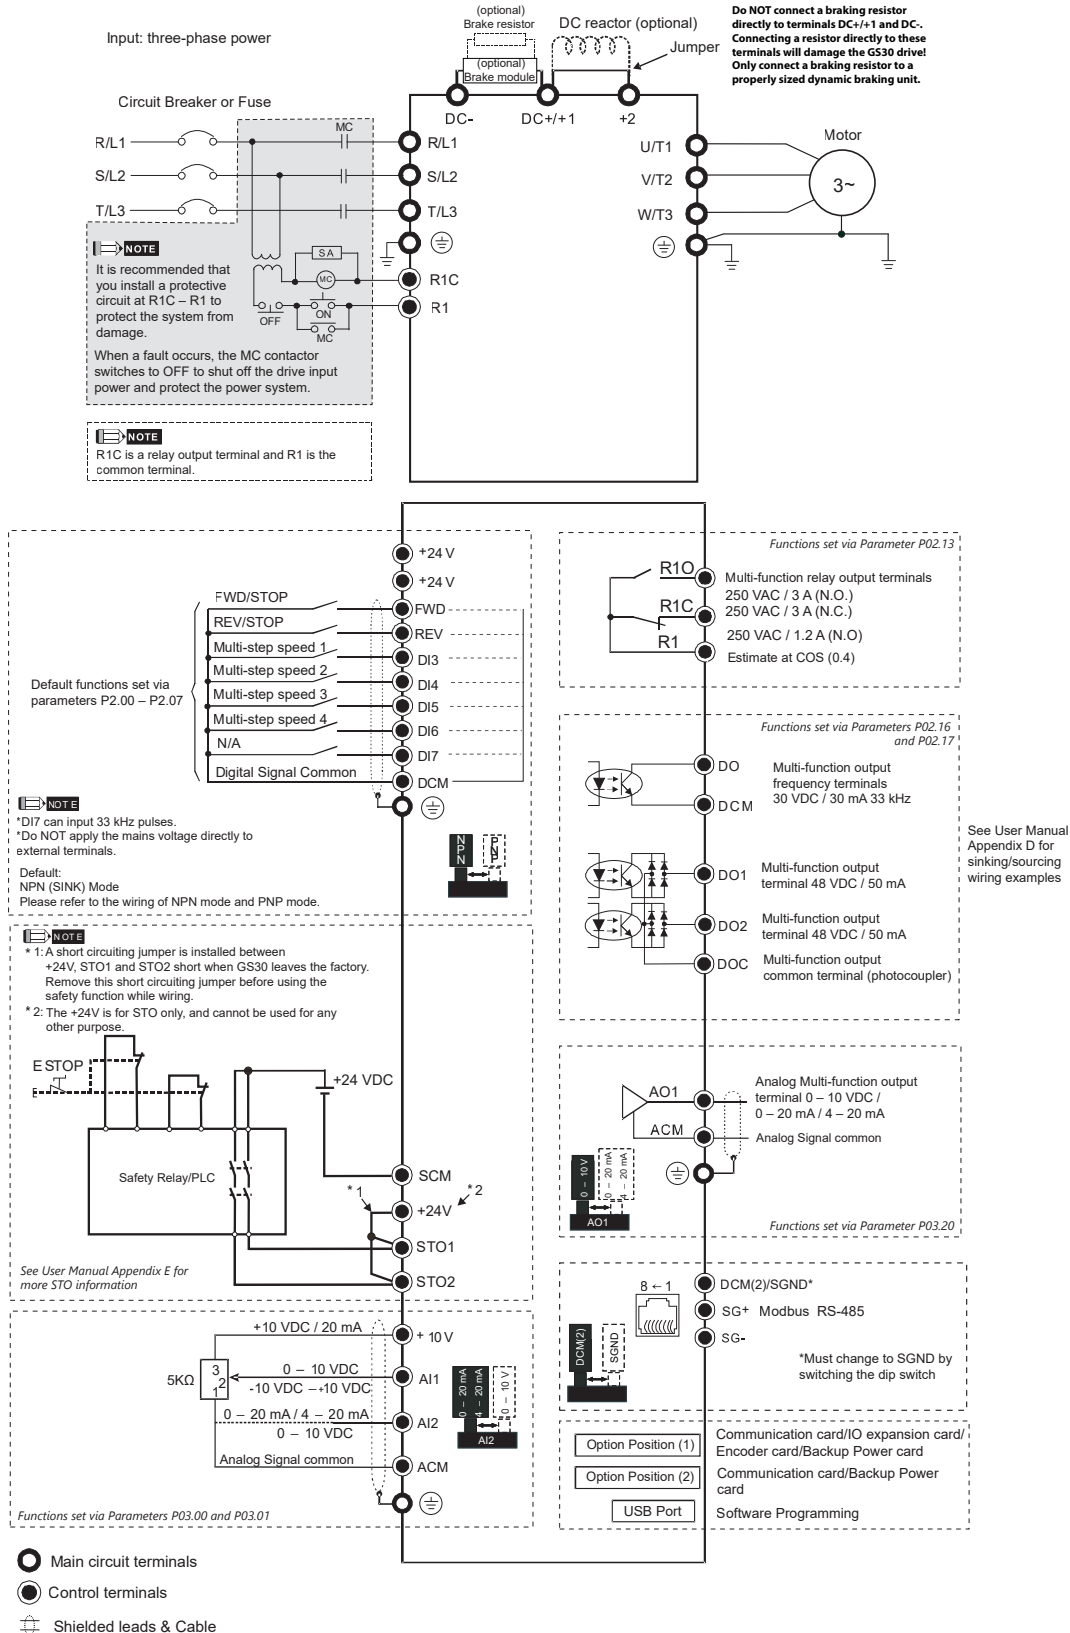 (optional)
Brake resistor
DC reactor (optional)
Do NOT connect a braking resistor
directly to terminals DC+/+1 and DC-.
Connecting a resistor directly to these
terminals will damage the GS30 drive!
Only connect a braking resistor to a
properly sized dynamic braking unit.
Input: three-phase power
Jumper
(optional)
Brake module
Circuit Breaker or Fuse
DC-
DC+/+1
+2
MC
R/L1
R/L1
S/L2
S/L2
T/L3
T/L3
U/T1
V/T2
W/T3
Motor
3~
NOTE
It is recommended that
you install a protective
circuit at R1C – R1 to
protect the system from
damage.
When a fault occurs, the MC contactor
switches to OFF to shut off the drive input
power and protect the power system.
SA
MC
R1C
R1
OFF
ON
MC
NOTE
R1C is a relay output terminal and R1 is the
common terminal.
+24V
+24V
FWD/STOP
FWD
REV/STOP
REV
Multi-step speed 1
DI3
Multi-step speed 2
DI4
Default functions set via
parameters P2.00 – P2.07
Multi-step speed 3
DI5
Multi-step speed 4
DI6
N/A
DI7
Digital Signal Common
DCM
NOTE
*DI7 can input 33 kHz pulses.
*Do NOT apply the mains voltage directly to
external terminals.
Default:
NPN (SINK) Mode
Please refer to the wiring of NPN mode and PNP mode.
NPN
PNP
Functions set via Parameter P02.13
R1O
R1C
R1
Multi-function relay output terminals
250 VAC / 3 A (N.O.)
250 VAC / 3 A (N.C.)
250 VAC / 1.2 A (N.O)
Estimate at COS (0.4)
Functions set via Parameters P02.16
and P02.17
DO
DCM
Multi-function output
frequency terminals
30 VDC / 30 mA 33 kHz
DO1
Multi-function output
terminal 48 VDC / 50 mA
DO2
Multi-function output
terminal 48 VDC / 50 mA
DOC
Multi-function output
common terminal (photocoupler)
See User Manual
Appendix D for
sinking/sourcing
wiring examples
NOTE
* 1: A short circuiting jumper is installed between
+24V, STO1 and STO2 short when GS30 leaves the factory.
Remove this short circuiting jumper before using the
safety function while wiring.
* 2: The +24V is for STO only, and cannot be used for any
other purpose.
E STOP
+24 VDC
Safety Relay/PLC
SCM
* 1
* 2
+24V
STO1
STO2
See User Manual Appendix E for
more STO information
AO1
ACM
Analog Multi-function output
terminal 0 – 10 VDC /
0 – 20 mA / 4 – 20 mA
Analog Signal common
0 – 10 V
0 – 20 mA
4 – 20 mA
AO1
Functions set via Parameter P03.20
8 ← 1
DCM(2)/SGND*
SG+ Modbus RS-485
SG-
DCM(2)
SGND
*Must change to SGND by
switching the dip switch
+10 VDC / 20 mA
+10V
5KΩ
3
2
1
0 – 10 VDC
-10 VDC –+10 VDC
AI1
0 – 20 mA / 4 – 20 mA
0 – 10 VDC
AI2
Analog Signal common
ACM
0 – 20 mA
4 – 20 mA
0 – 10 V
AI2
Functions set via Parameters P03.00 and P03.01
Option Position (1)
Communication card/IO expansion card/
Encoder card/Backup Power card
Option Position (2)
Communication card/Backup Power
card
USB Port
Software Programming
Main circuit terminals
Control terminals
Shielded leads & Cable